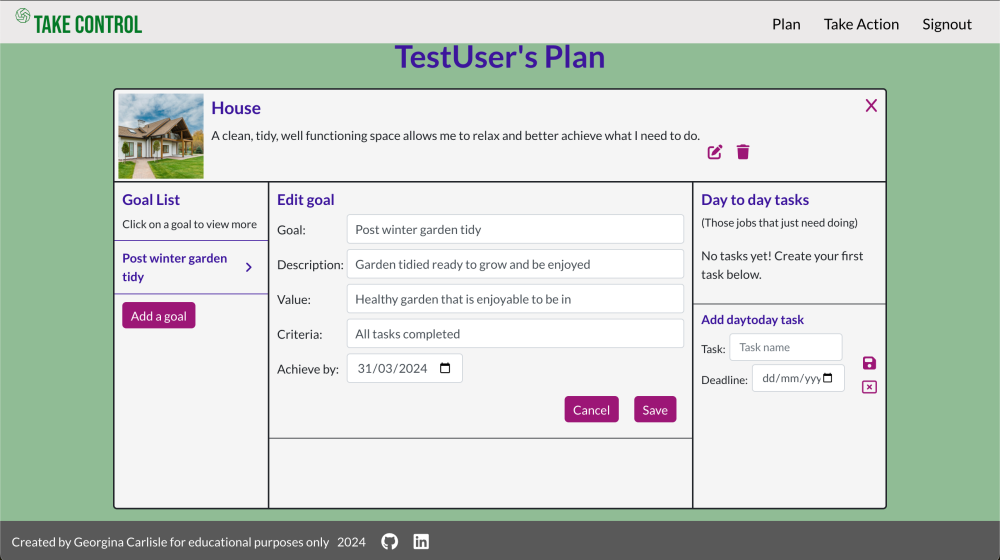 TAKE CONTROL
Plan
Take Action
Signout
TestUser's Plan
House
A clean, tidy, well functioning space allows me to relax and better achieve what I need to do.
Goal List
Click on a goal to view more
Post winter garden
tidy
Add a goal
Edit goal
Goal: Post winter garden tidy
Description: Garden tidied ready to grow and be enjoyed
Value: Healthy garden that is enjoyable to be in
Criteria: All tasks completed
Achieve by: 31/03/2024
Cancel
Save
Day to day tasks
(Those jobs that just need doing)
No tasks yet! Create your first
task below.
Add daytoday task
Task: Task name
Deadline: dd/mm/yyy
Created by Georgina Carlisle for educational purposes only 2024